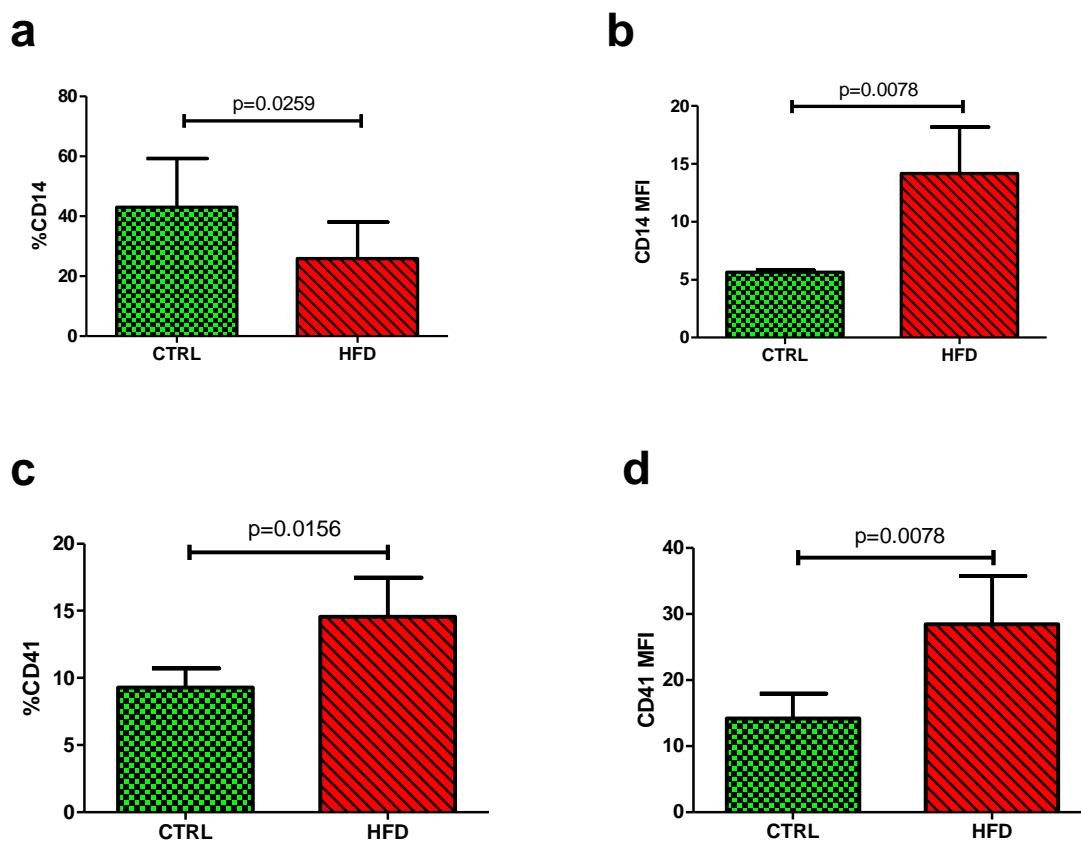 a
p=0.0259
80
60
40
20
0
%CD14
CTRL HFD
b
p=0.0078
20
15
10
5
0
CD14 MFI
CTRL HFD
c
p=0.0156
20
15
10
5
0
%CD41
CTRL HFD
d
p=0.0078
40
30
20
10
0
CD41 MFI
CTRL HFD